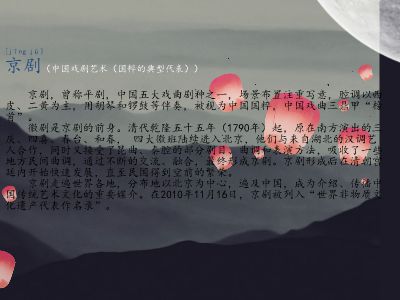 [jīng jù]
京剧(中国戏剧艺术(国粹的典型代表))
京剧，曾称平剧，中国五大戏曲剧种之一，场景布置注重写意，腔调以西
皮、二黄为主，用胡琴和锣鼓等伴奏，被视为中国国粹，中国戏曲三鼎甲“榜
首”。
徽剧是京剧的前身。清代乾隆五十五年（1790年）起，原在南方演出的三
庆、四喜、春台、和春，四大徽班陆续进入北京，他们与来自湖北的汉调艺
人合作，同时又接受了昆曲、秦腔的部分剧目、曲调和表演方法，吸收了一些
地方民间曲调，通过不断的交流、融合，最终形成京剧。京剧形成后在清朝宫
廷内开始快速发展，直至民国得到空前的繁荣。
京剧走遍世界各地，分布地以北京为中心，遍及中国，成为介绍、传播中
国传统艺术文化的重要媒介。在2010年11月16日，京剧被列入“世界非物质文
化遗产代表作名录”。